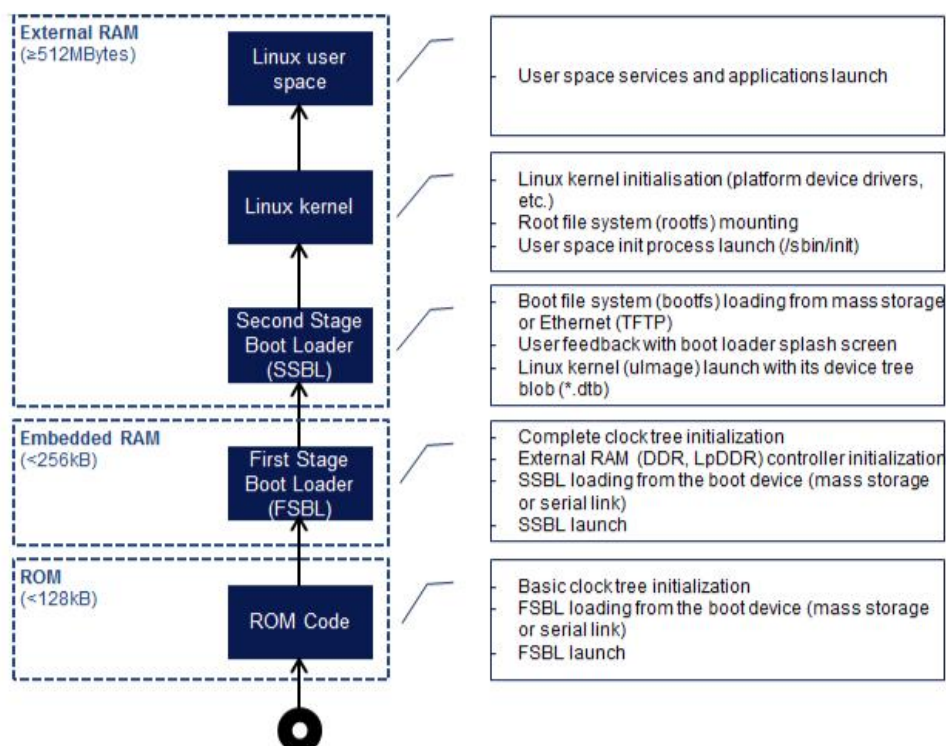 External RAM
(≥512MBytes)
Linux user
space
- User space services and applications launch
Linux kernel
- Linux kernel initialisation (platform device drivers,
etc.)
- Root file system (rootfs) mounting
- User space init process launch (/sbin/init)
Second Stage
Boot Loader
(SSBL)
- Boot file system (bootfs) loading from mass storage
or Ethernet (TFTP)
- User feedback with boot loader splash screen
- Linux kernel (uImage) launch with its device tree
blob (*.dtb)
Embedded RAM
(<256kB)
First Stage
Boot Loader
(FSBL)
- Complete clock tree initialization
- External RAM (DDR, LpDDR) controller initialization
- SSBL loading from the boot device (mass storage
or serial link)
- SSBL launch
ROM
(<128kB)
ROM Code
- Basic clock tree initialization
- FSBL loading from the boot device (mass storage
or serial link)
- FSBL launch